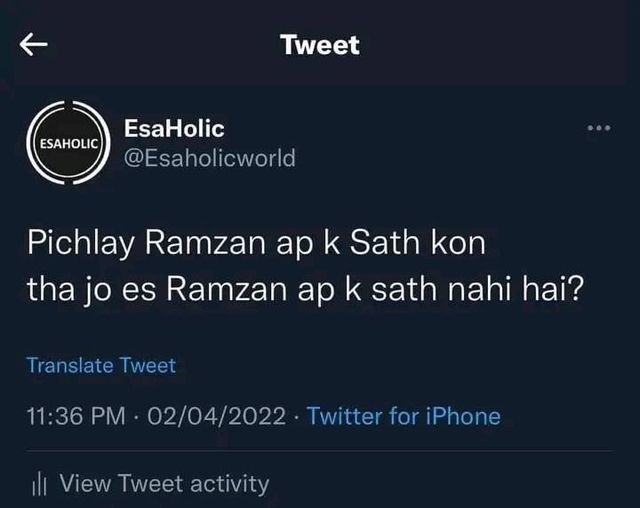 Tweet
ESAHOLIC
EsaHolic
@Esaholicworld
Pichlay Ramzan ap k Sath kon
tha jo es Ramzan ap k sath nahi hai?
Translate Tweet
11:36 PM · 02/04/2022 · Twitter for iPhone
View Tweet activity